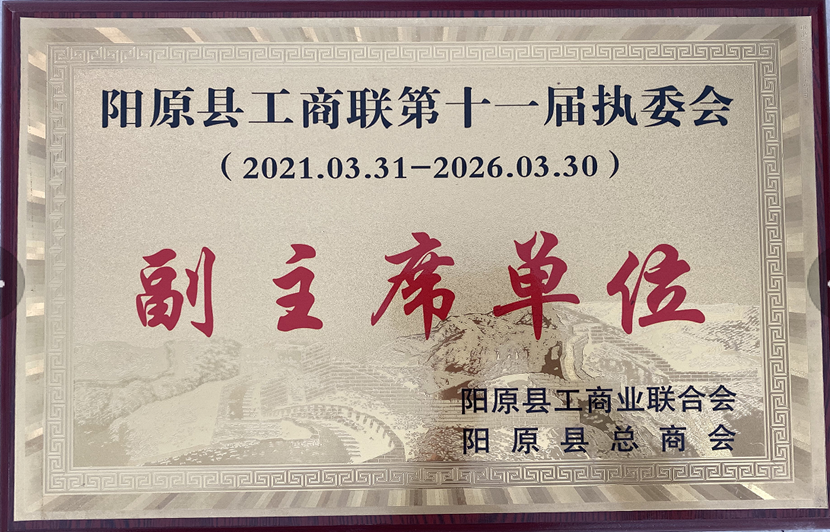 阳原县工商联第十一届执委会
（2021.03.31-2026.03.30）
副主席单位
阳原县工商业联合会
阳原县总商会